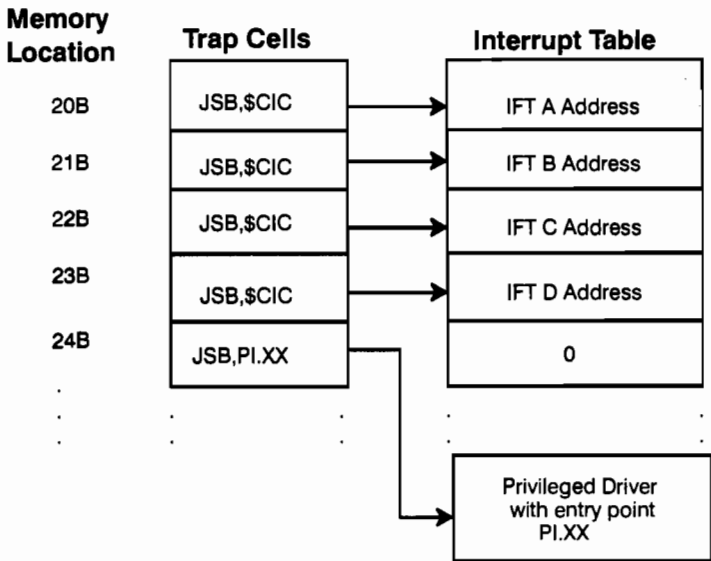 Memory
Location
Trap Cells
Interrupt Table
20B
JSB,$CIC
IFT A Address
21B
JSB,$CIC
IFT B Address
22B
JSB,$CIC
IFT C Address
23B
JSB,$CIC
IFT D Address
24B
JSB,PI.XX
0
Privileged Driver
with entry point
PI.XX